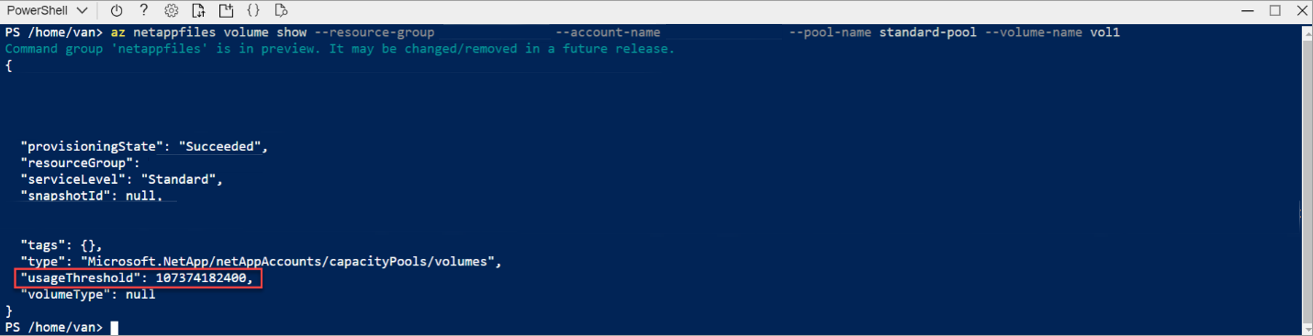 PowerShell
?
{}
PS /home/van> az netappfiles volume show --resource-group --account-name --pool-name standard-pool --volume-name vol1
Command group 'netappfiles' is in preview. It may be changed/removed in a future release.
{
"provisioningState": "Succeeded",
"resourceGroup":
"serviceLevel": "Standard",
"snapshotId": null,
"tags": {},
"type": "Microsoft.NetApp/netAppAccounts/capacityPools/volumes",
"usageThreshold": 107374182400,
"volumeType": null
}
PS /home/van>